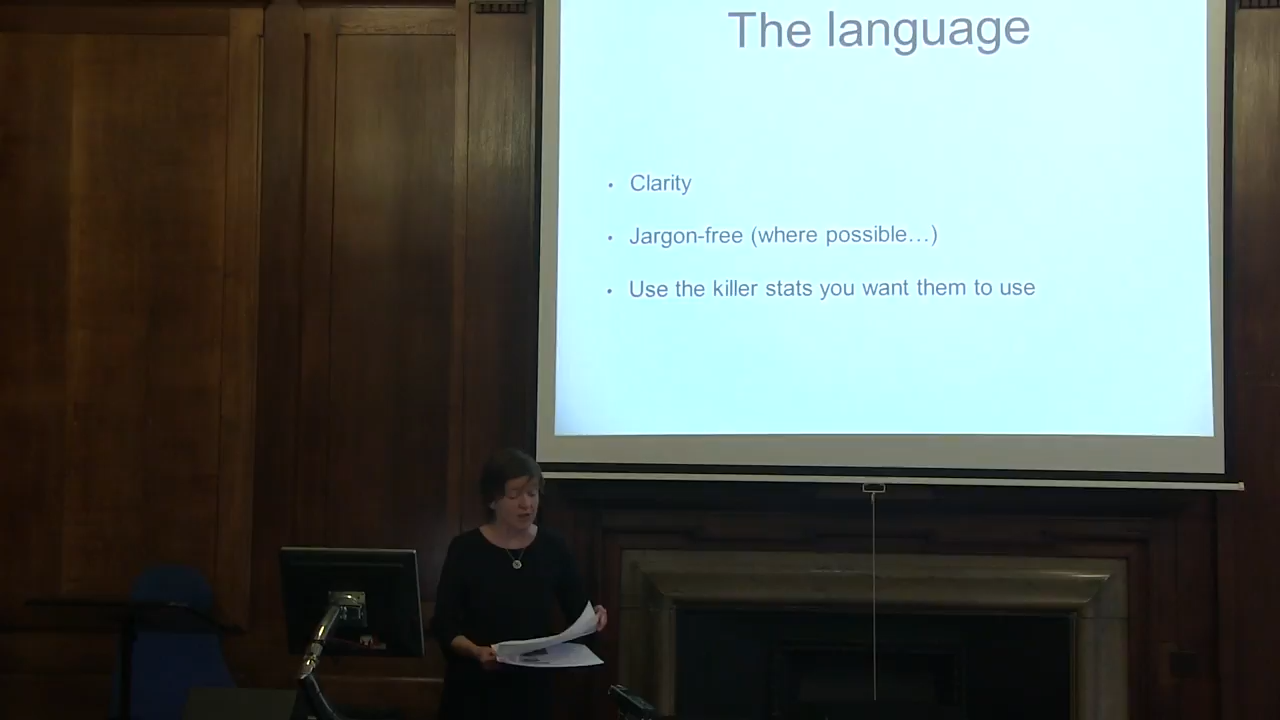 The language
• Clarity
• Jargon-free (where possible…)
• Use the killer stats you want them to use